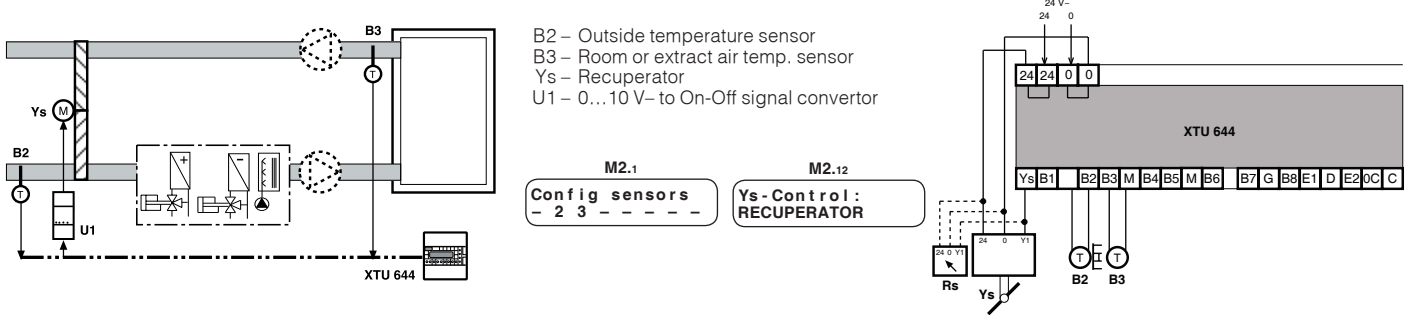 B3
Ys
M
T
B2
T
+
–
U1
XTU 644
B2 – Outside temperature sensor
B3 – Room or extract air temp. sensor
Ys – Recuperator
U1 – 0...10 V– to On-Off signal convertor
M2.1
Config sensors
– 2 3 – – – – –
M2.12
Ys-Control:
RECUPERATOR
24 V~
24 0
24 24 0 0
XTU 644
Ys B1 B2 B3 M B4 B5 M B6 B7 G B8 E1 D E2 0C C
24 0 Y1
24 0 Y1
Rs
Ys
T T
B2 B3